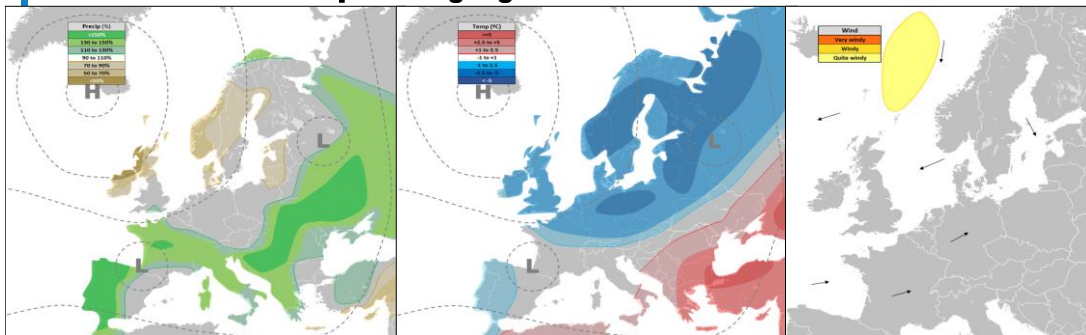 Precip (%)
>150%
130 to 150%
110 to 130%
90 to 110%
70 to 90%
50 to 70%
<50%
H
L
L
Temp (ºC)
>+5
+2.5 to +5
+1 to 2.5
-1 to +1
-1 to 2.5
-2.5 to -5
< -5
H
L
L
Wind
Very windy
Windy
Quite windy